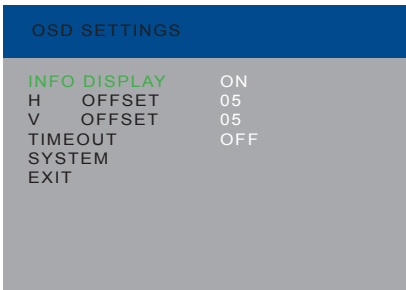 OSD SETTINGS
INFO DISPLAY ON
H OFFSET 05
V OFFSET 05
TIMEOUT OFF
SYSTEM
EXIT